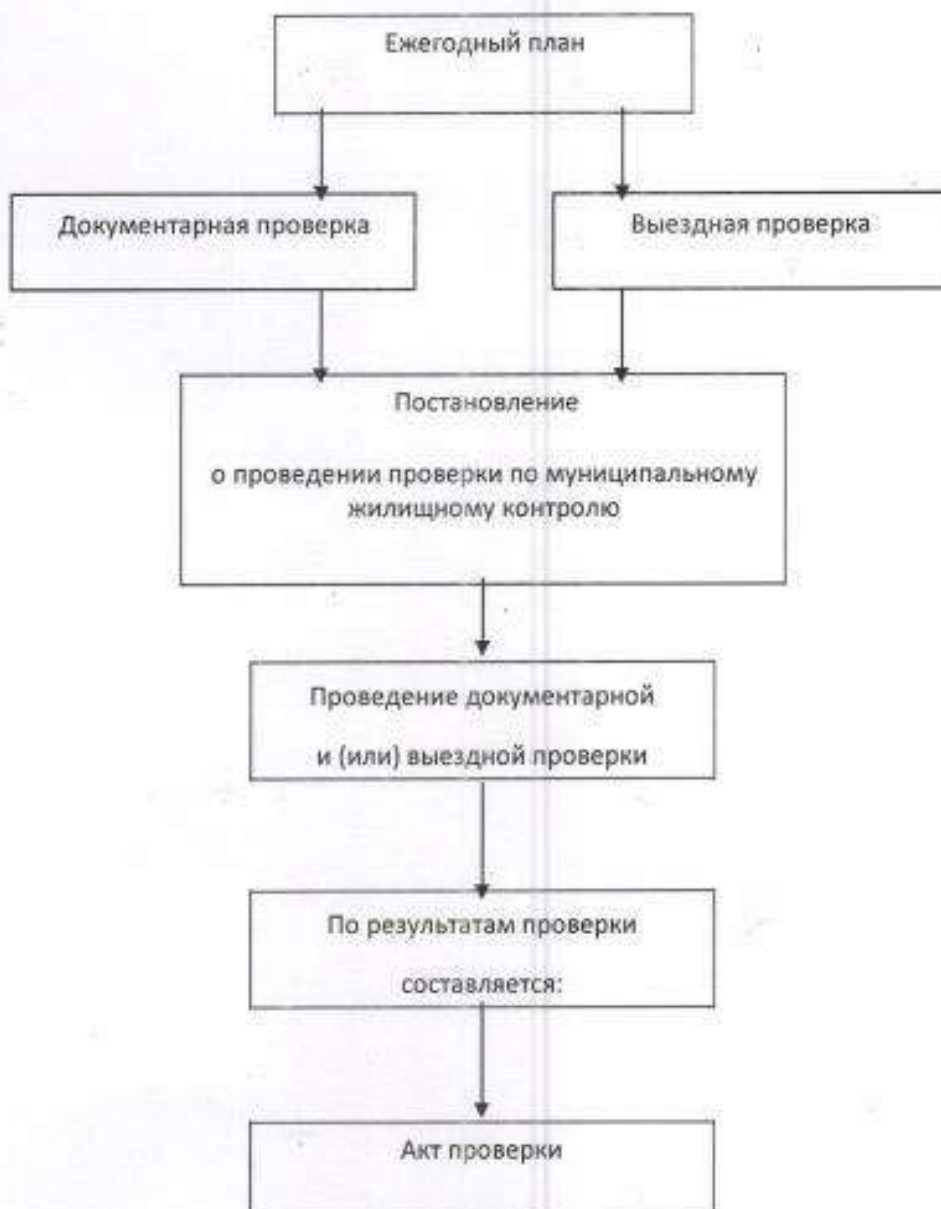 Ежегодный план
Документарная проверка
Выездная проверка
Постановление
о проведении проверки по муниципальному
жилищному контролю
Проведение документарной
и (или) выездной проверки
По результатам проверки
составляется:
Акт проверки